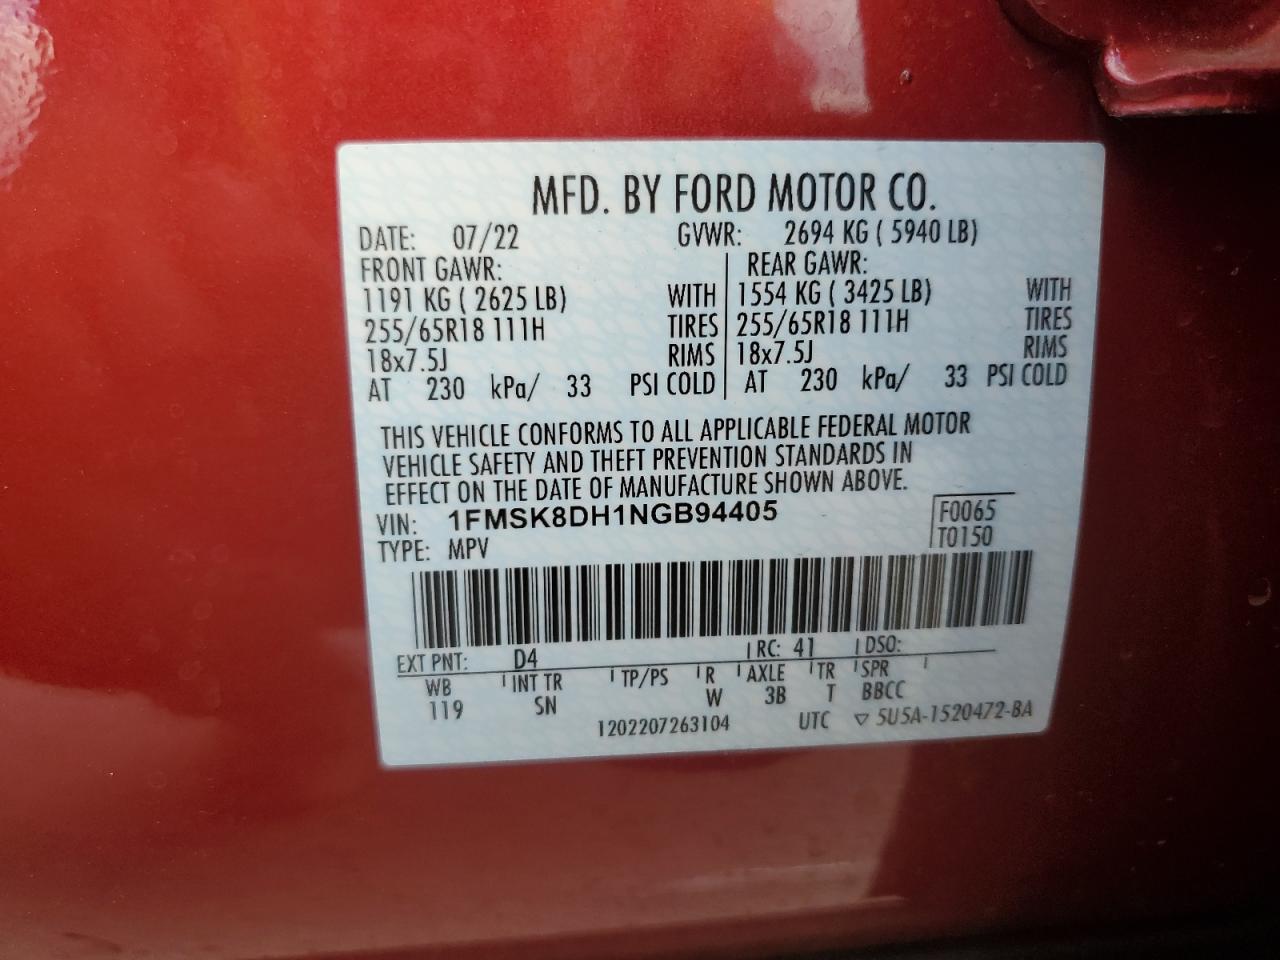 MFD. BY FORD MOTOR CO.
DATE: 07/22 GVWR: 2694 KG ( 5940 LB)
FRONT GAWR: REAR GAWR:
1191 KG ( 2625 LB) WITH 1554 KG ( 3425 LB) WITH
255/65R18 111H TIRES 255/65R18 111H TIRES
18x7.5J RIMS 18x7.5J RIMS
AT 230 kPa/ 33 PSI COLD AT 230 kPa/ 33 PSI COLD
THIS VEHICLE CONFORMS TO ALL APPLICABLE FEDERAL MOTOR
VEHICLE SAFETY AND THEFT PREVENTION STANDARDS IN
EFFECT ON THE DATE OF MANUFACTURE SHOWN ABOVE.
VIN: 1FMSK8DH1NGB94405 F0065
TYPE: MPV T0150
EXT PNT: D4 RC: 41 DSO:
WB INT TR TP/PS R AXLE TR SPR
119 SN W 3B T BBCC
1202207263104 UTC ▽ 5U5A-1520472-BA